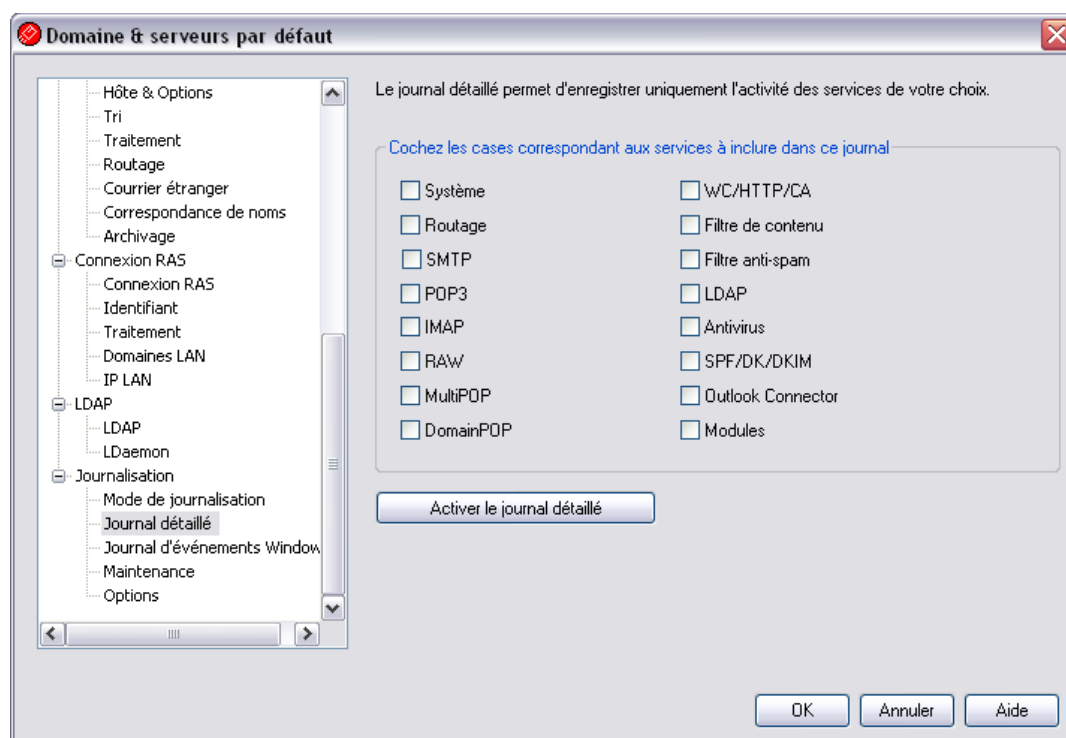 Domaine & serveurs par défaut
Hôte & Options
Tri
Traitement
Routage
Courrier étranger
Correspondance de noms
Archivage
Connexion RAS
Connexion RAS
Identifiant
Traitement
Domaines LAN
IP LAN
LDAP
LDAP
LDaemon
Journalisation
Mode de journalisation
Journal détaillé
Journal d'événements Window
Maintenance
Options
Le journal détaillé permet d'enregistrer uniquement l'activité des services de votre choix.
Cochez les cases correspondant aux services à inclure dans ce journal
Système
Routage
SMTP
POP3
IMAP
RAW
MultiPOP
DomainPOP
WC/HTTP/CA
Filtre de contenu
Filtre anti-spam
LDAP
Antivirus
SPF/DK/DKIM
Outlook Connector
Modules
Activer le journal détaillé
OK
Annuler
Aide